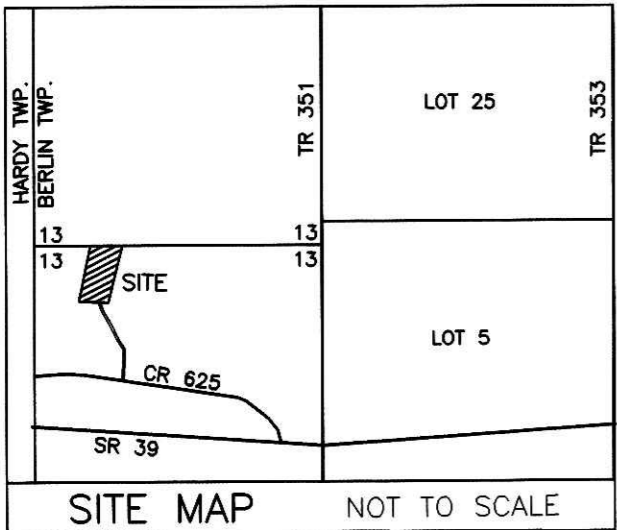 HARDY TWP.
BERLIN TWP.
TR 351
LOT 25
TR 353
13
13
13
13
SITE
LOT 5
CR 625
SR 39
SITE MAP
NOT TO SCALE